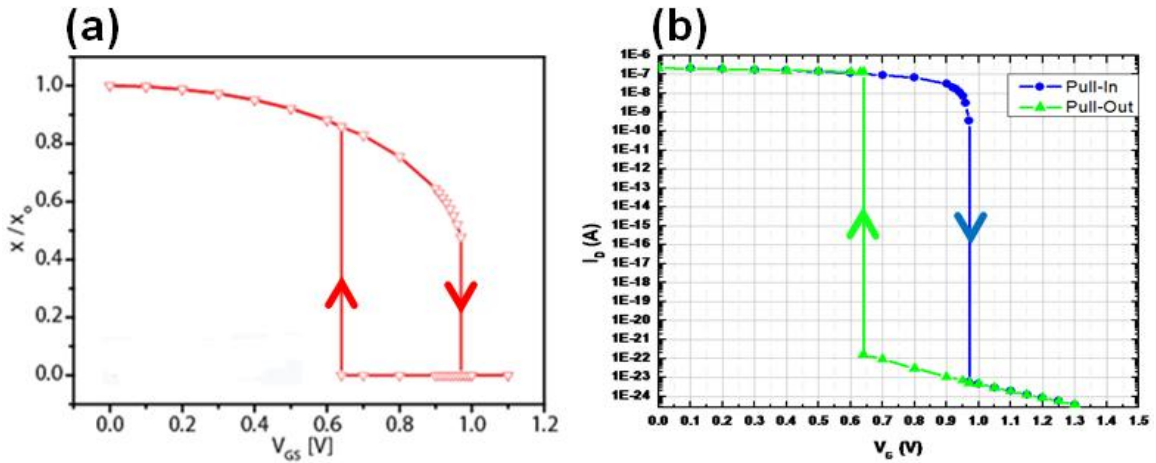 (a)
1.0
0.8
0.6
0.4
0.2
0.0
x / x₀
0.0 0.2 0.4 0.6 0.8 1.0 1.2
V_GS [V]
(b)
1E-6
1E-7
1E-8
1E-9
1E-10
1E-11
1E-12
1E-13
1E-14
1E-15
1E-16
1E-17
1E-18
1E-19
1E-20
1E-21
1E-22
1E-23
1E-24
I_D (A)
Pull-In
Pull-Out
0.0 0.1 0.2 0.3 0.4 0.5 0.6 0.7 0.8 0.9 1.0 1.1 1.2 1.3 1.4 1.5
V_G (V)